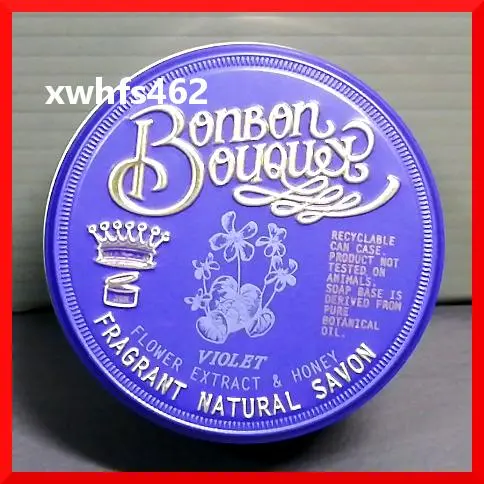 xwhfs462
BONBON
BOUQUET
RECYCLABLE
CAN CASE.
PRODUCT NOT
TESTED ON
ANIMALS.
SOAP BASE IS
DERIVED FROM
PURE
BOTANICAL
OIL.
VIOLET
FLOWER EXTRACT & HONEY
FRAGRANT NATURAL SAVON